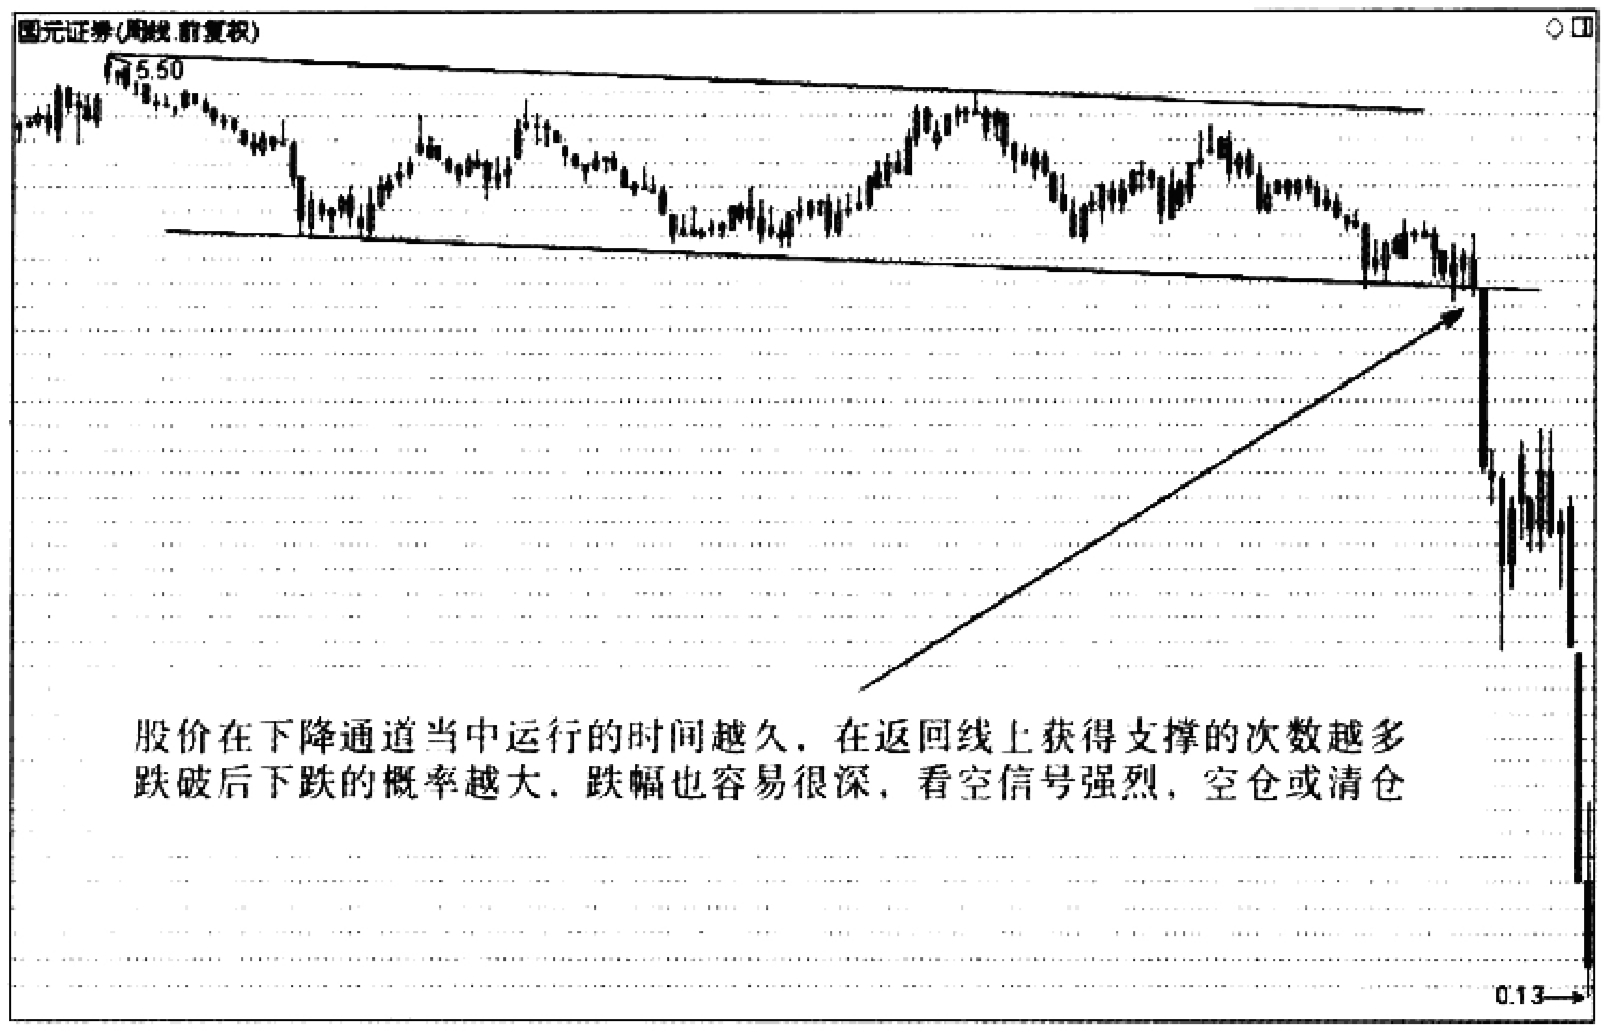 国元证券(周线.前复权)
5.50
股价在下降通道当中运行的时间越久，在返回线上获得支撑的次数越多
跌破后下跌的概率越大，跌幅也容易很深，看空信号强烈，空仓或清仓
0.13